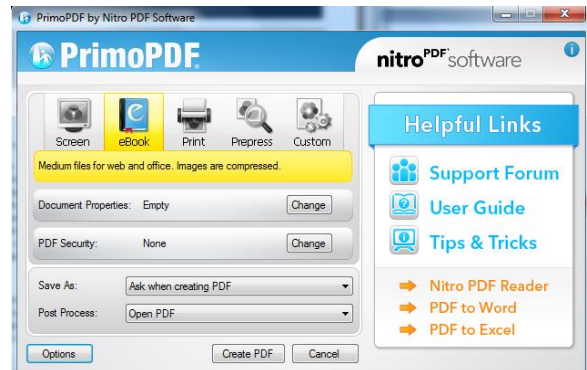 PrimoPDF by Nitro PDF Software
PrimoPDF
nitro PDF software
Screen eBook Print Prepress Custom
Medium files for web and office. Images are compressed.
Document Properties: Empty Change
PDF Security: None Change
Save As: Ask when creating PDF
Post Process: Open PDF
Options Create PDF Cancel
Helpful Links
Support Forum
User Guide
Tips & Tricks
Nitro PDF Reader
PDF to Word
PDF to Excel